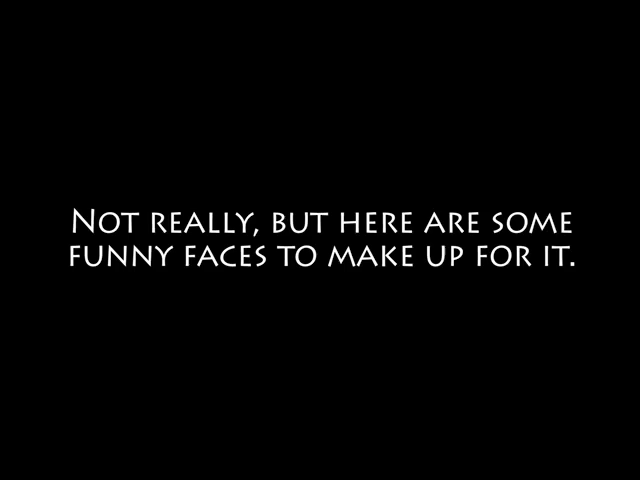 Not really, but here are some
funny faces to make up for it.